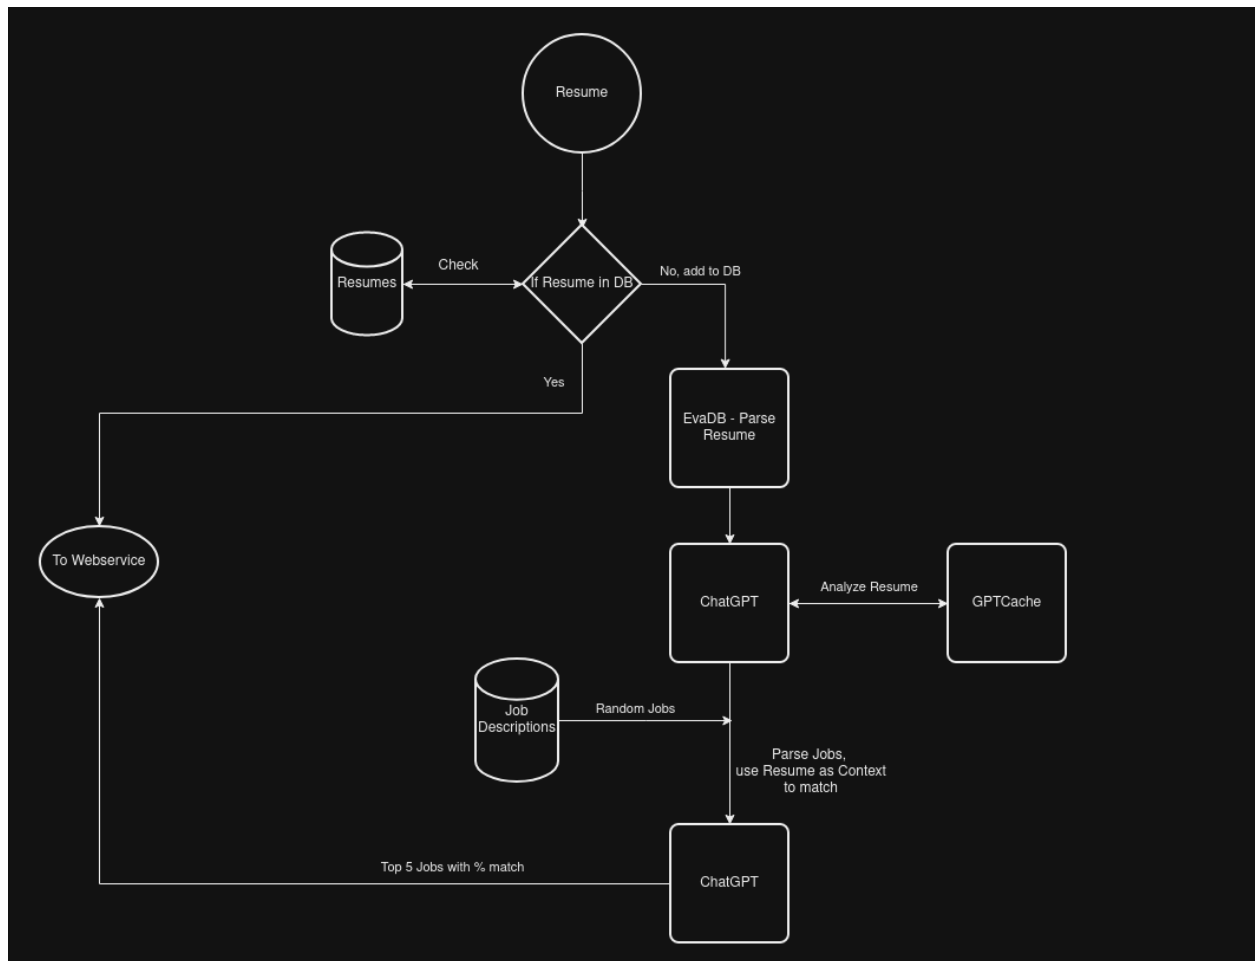 Resume
Check
No, add to DB
Resumes
If Resume in DB
Yes
EvaDB - Parse
Resume
To Webservice
ChatGPT
Analyze Resume
GPTCache
Job
Descriptions
Random Jobs
Parse Jobs,
use Resume as Context
to match
Top 5 Jobs with % match
ChatGPT